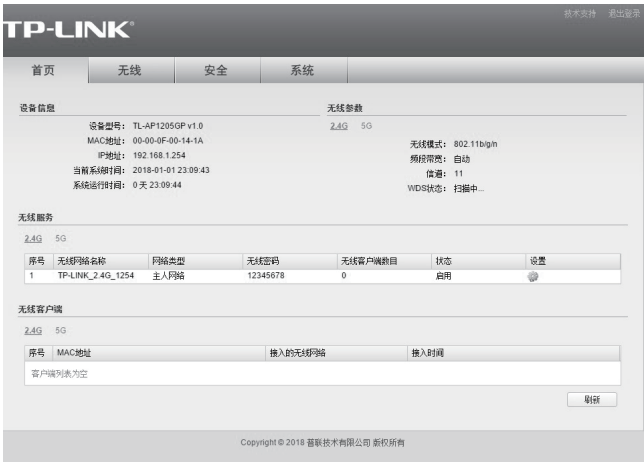 技术支持 退出登录
TP-LINK®
首页 无线 安全 系统
设备信息
设备型号： TL-AP1205GP v1.0
MAC地址： 00-00-0F-00-14-1A
IP地址： 192.168.1.254
当前系统时间： 2018-01-01 23:09:43
系统运行时间： 0 天 23:09:44
无线参数
2.4G 5G
无线模式： 802.11b/g/n
频段带宽： 自动
信道： 11
WDS状态： 扫描中...
无线服务
2.4G 5G
序号 无线网络名称 网络类型 无线密码 无线客户端数目 状态 设置
1 TP-LINK_2.4G_1254 主人网络 12345678 0 启用
无线客户端
2.4G 5G
序号 MAC地址 接入的无线网络 接入时间
客户端列表为空
刷新
Copyright © 2018 普联技术有限公司 版权所有